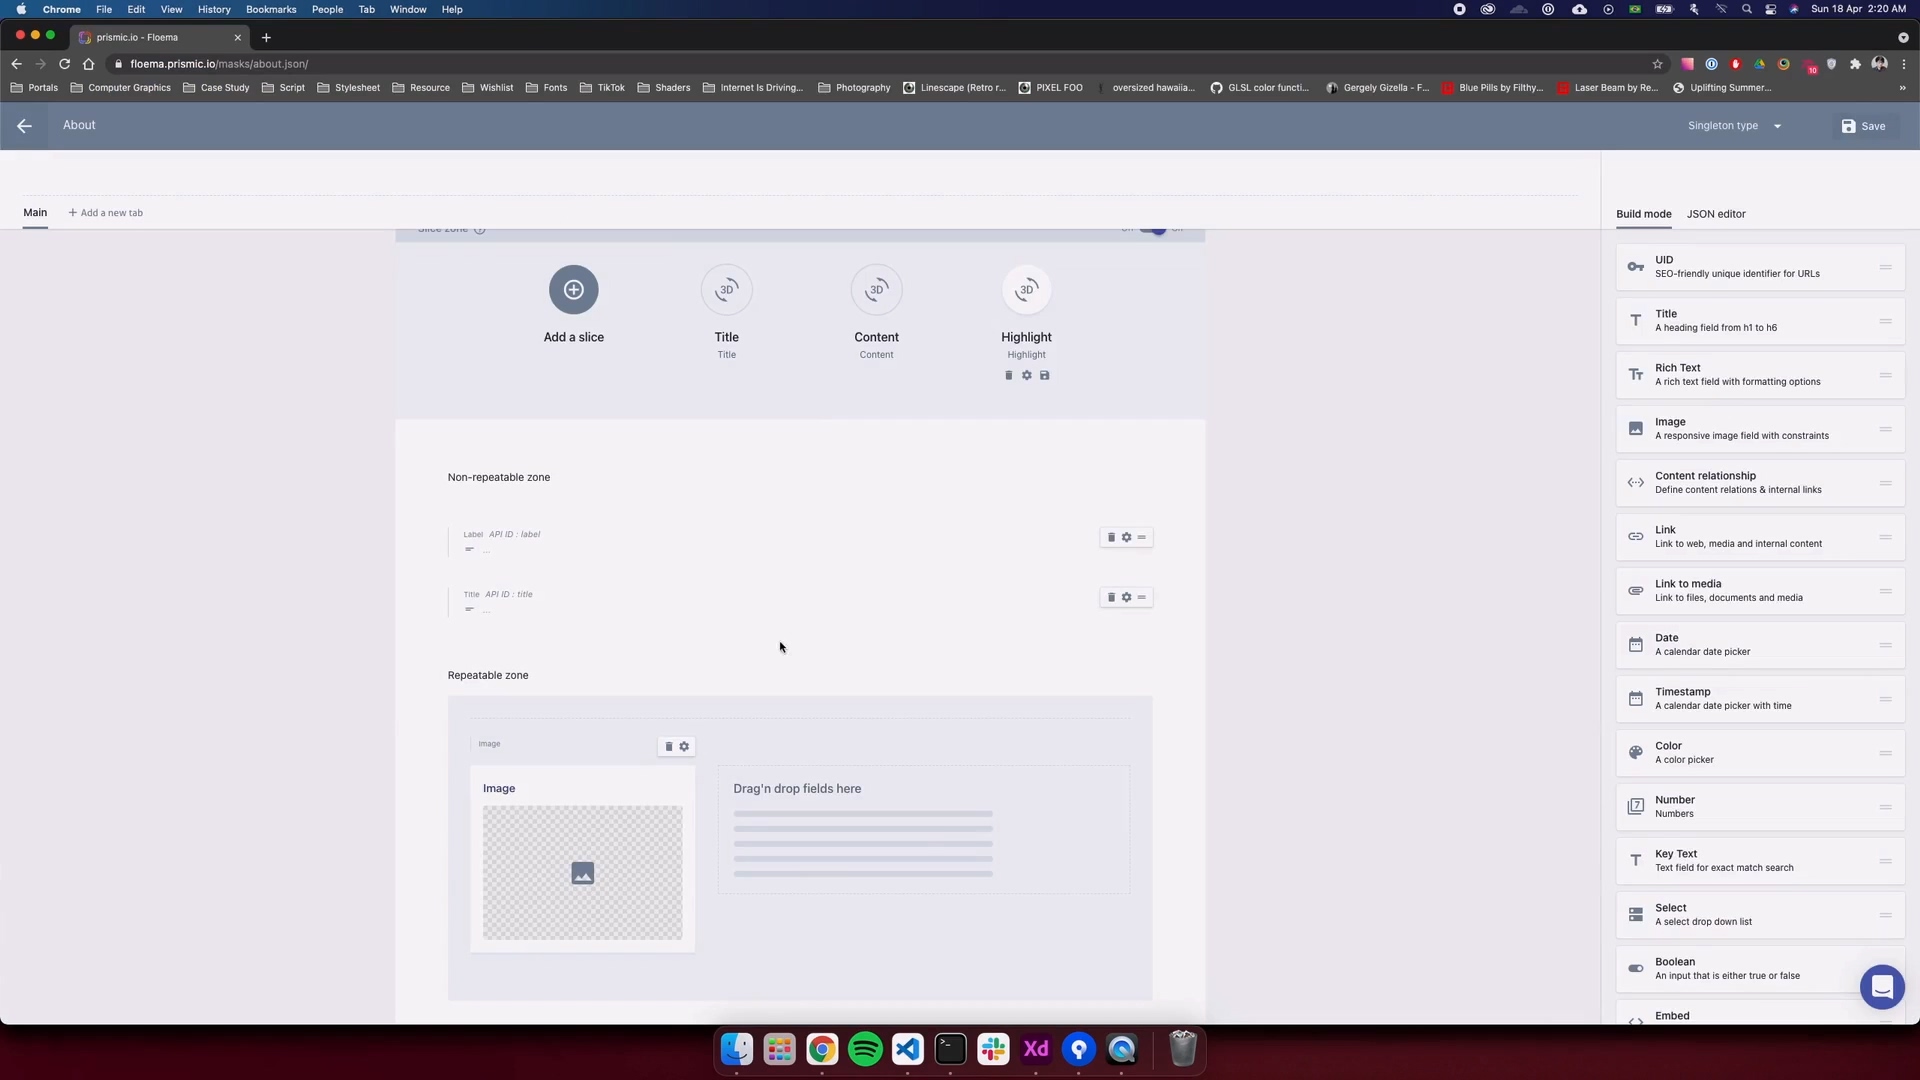 Chrome File Edit View History Bookmarks People Tab Window Help
Sun 18 Apr 2:20 AM
prismic.io - Floema
floema.prismic.io/masks/about.json/
10
Portals Computer Graphics Case Study Script Stylesheet Resource Wishlist Fonts TikTok Shaders Internet Is Driving... Photography Linescape (Retro r... PIXEL FOO oversized hawaiia... GLSL color functi... Gergely Gizella - F... Blue Pills by Filthy... Laser Beam by Re... Uplifting Summer... »
About
Singleton type
Save
Main
+ Add a new tab
Build mode
JSON editor
Slice zone
3D
3D
3D
Add a slice
Title
Title
Content
Content
Highlight
Highlight
Non-repeatable zone
Label API ID : label
...
Title API ID : title
...
Repeatable zone
Image
Image
Drag'n drop fields here
UID
SEO-friendly unique identifier for URLs
Title
A heading field from h1 to h6
Rich Text
A rich text field with formatting options
Image
A responsive image field with constraints
Content relationship
Define content relations & internal links
Link
Link to web, media and internal content
Link to media
Link to files, documents and media
Date
A calendar date picker
Timestamp
A calendar date picker with time
Color
A color picker
7
Number
Numbers
Key Text
Text field for exact match search
Select
A select drop down list
Boolean
An input that is either true or false
Embed
Xd